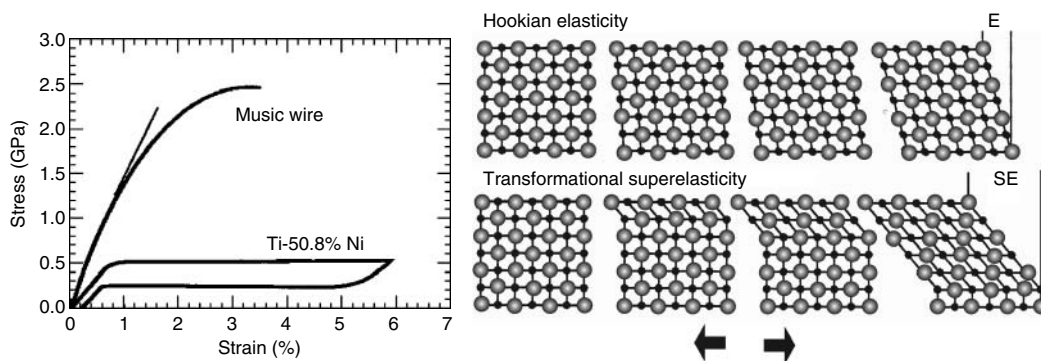 3.0
2.5
2.0
1.5
1.0
0.5
0.0
Stress (GPa)
Music wire
Ti-50.8% Ni
0 1 2 3 4 5 6 7
Strain (%)
Hookian elasticity E
Transformational superelasticity SE